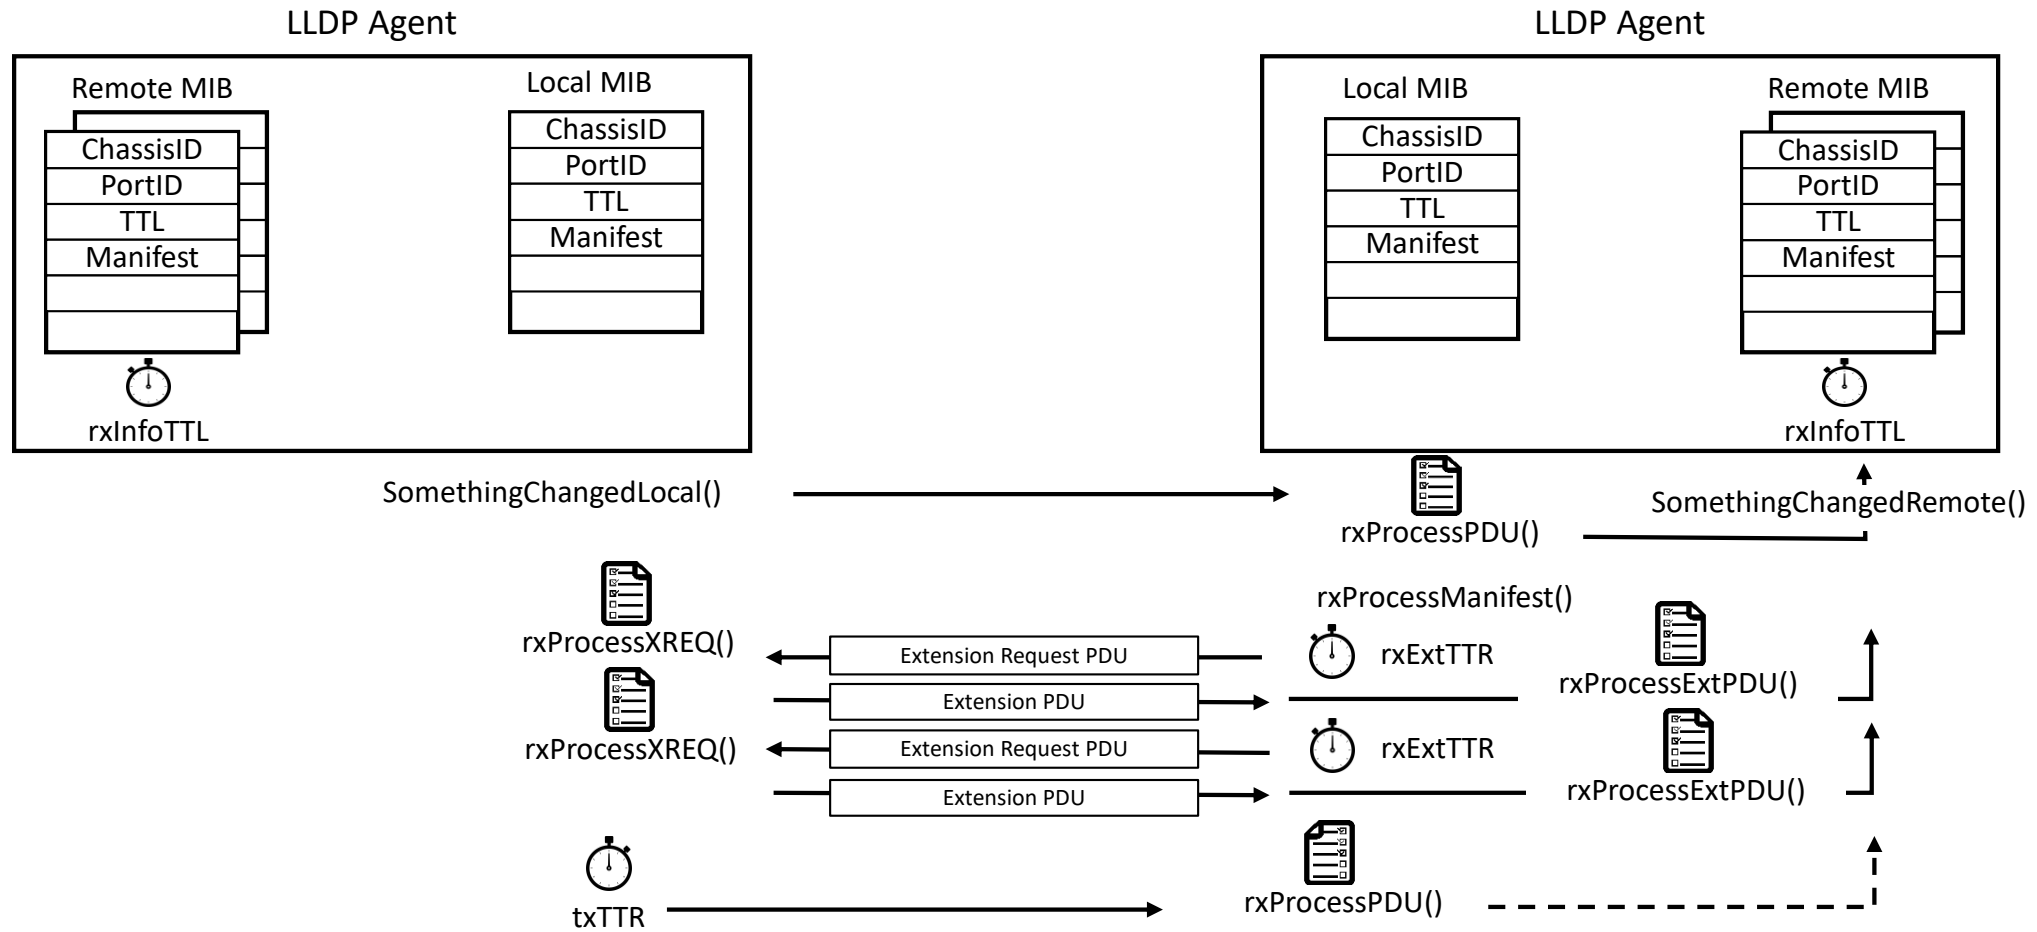 LLDP Agent
LLDP Agent
Remote MIB
ChassisID
PortID
TTL
Manifest
rxInfoTTL
Local MIB
ChassisID
PortID
TTL
Manifest
Local MIB
ChassisID
PortID
TTL
Manifest
Remote MIB
ChassisID
PortID
TTL
Manifest
rxInfoTTL
SomethingChangedLocal()
rxProcessPDU()
SomethingChangedRemote()
rxProcessManifest()
rxProcessXREQ()
Extension Request PDU
rxExtTTR
Extension PDU
rxProcessExtPDU()
rxProcessXREQ()
Extension Request PDU
rxExtTTR
Extension PDU
rxProcessExtPDU()
txTTR
rxProcessPDU()